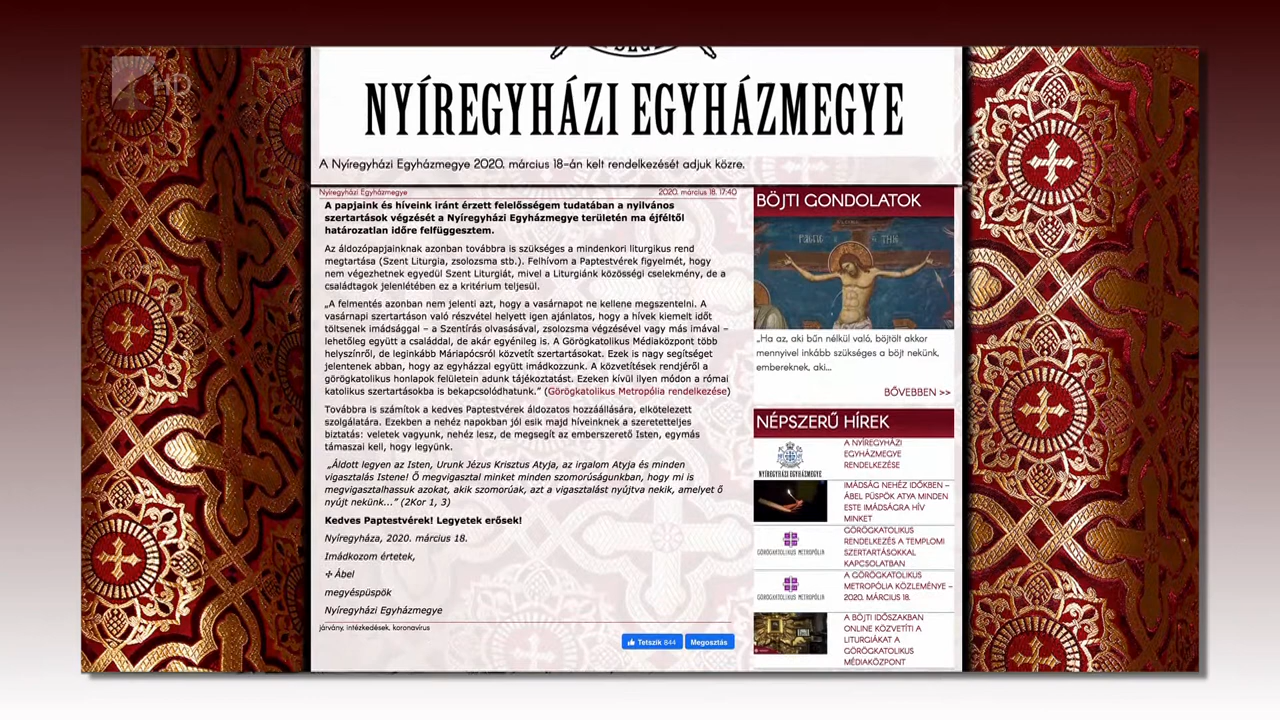 HD
NYÍREGYHÁZI EGYHÁZMEGYE
A Nyíregyházi Egyházmegye 2020. március 18-án kelt rendelkezését adjuk közre.
Nyíregyházi Egyházmegye
2020. március 18. 17:40
A papjaink és híveink iránt érzett felelősségem tudatában a nyilvános
szertartások végzését a Nyíregyházi Egyházmegye területén ma éjféltől
határozatlan időre felfüggesztem.
Az áldozópapjainknak azonban továbbra is szükséges a mindenkori liturgikus rend
megtartása (Szent Liturgia, zsolozsma stb.). Felhívom a Paptestvérek figyelmét, hogy
nem végezhetnek egyedül Szent Liturgiát, mivel a Liturgiánk közösségi cselekmény, de a
családtagok jelenlétében ez a kritérium teljesül.
„A felmentés azonban nem jelenti azt, hogy a vasárnapot ne kellene megszentelni. A
vasárnapi szertartáson való részvétel helyett igen ajánlatos, hogy a hívek kiemelt időt
töltsenek imádsággal – a Szentírás olvasásával, zsolozsma végzésével vagy más imával –
lehetőleg együtt a családdal, de akár egyénileg is. A Görögkatolikus Médiaközpont több
helyszínről, de leginkább Máriapócsról közvetít szertartásokat. Ezek is nagy segítséget
jelentenek abban, hogy az egyházzal együtt imádkozzunk. A közvetítések rendjéről a
görögkatolikus honlapok felületein adunk tájékoztatást. Ezeken kívül ilyen módon a római
katolikus szertartásokba is bekapcsolódhatunk.” (Görögkatolikus Metropólia rendelkezése)
Továbbra is számítok a kedves Paptestvérek áldozatos hozzáállására, elkötelezett
szolgálatára. Ezekben a nehéz napokban jól esik majd híveinknek a szeretetteljes
biztatás: veletek vagyunk, nehéz lesz, de megsegít az emberszerető Isten, egymás
támaszai kell, hogy legyünk.
„Áldott legyen az Isten, Urunk Jézus Krisztus Atyja, az irgalom Atyja és minden
vigasztalás Istene! Ő megvigasztal minket minden szomorúságunkban, hogy mi is
megvigasztalhassuk azokat, akik szomorúak, azt a vigasztalást nyújtva nekik, amelyet ő
nyújt nekünk...” (2Kor 1, 3)
Kedves Paptestvérek! Legyetek erősek!
Nyíregyháza, 2020. március 18.
Imádkozom értetek,
✢ Ábel
megyéspüspök
Nyíregyházi Egyházmegye
járvány, intézkedések, koronavírus
Tetszik 844
Megosztás
BÖJTI GONDOLATOK
„Ha az, aki bűn nélkül való, böjtölt akkor
mennyivel inkább szükséges a böjt nekünk,
embereknek, aki...
BŐVEBBEN >>
NÉPSZERŰ HÍREK
NYÍREGYHÁZI EGYHÁZMEGYE
A NYÍREGYHÁZI
EGYHÁZMEGYE
RENDELKEZÉSE
IMÁDSÁG NEHÉZ IDŐKBEN –
ÁBEL PÜSPÖK ATYA MINDEN
ESTE IMÁDSÁGRA HÍV
MINKET
GÖRÖGKATOLIKUS METROPÓLIA
GÖRÖGKATOLIKUS
RENDELKEZÉS A TEMPLOMI
SZERTARTÁSOKKAL
KAPCSOLATBAN
GÖRÖGKATOLIKUS METROPÓLIA
A GÖRÖGKATOLIKUS
METROPÓLIA KÖZLEMÉNYE –
2020. MÁRCIUS 18.
A BÖJTI IDŐSZAKBAN
ONLINE KÖZVETÍTI A
LITURGIÁKAT A
GÖRÖGKATOLIKUS
MÉDIAKÖZPONT